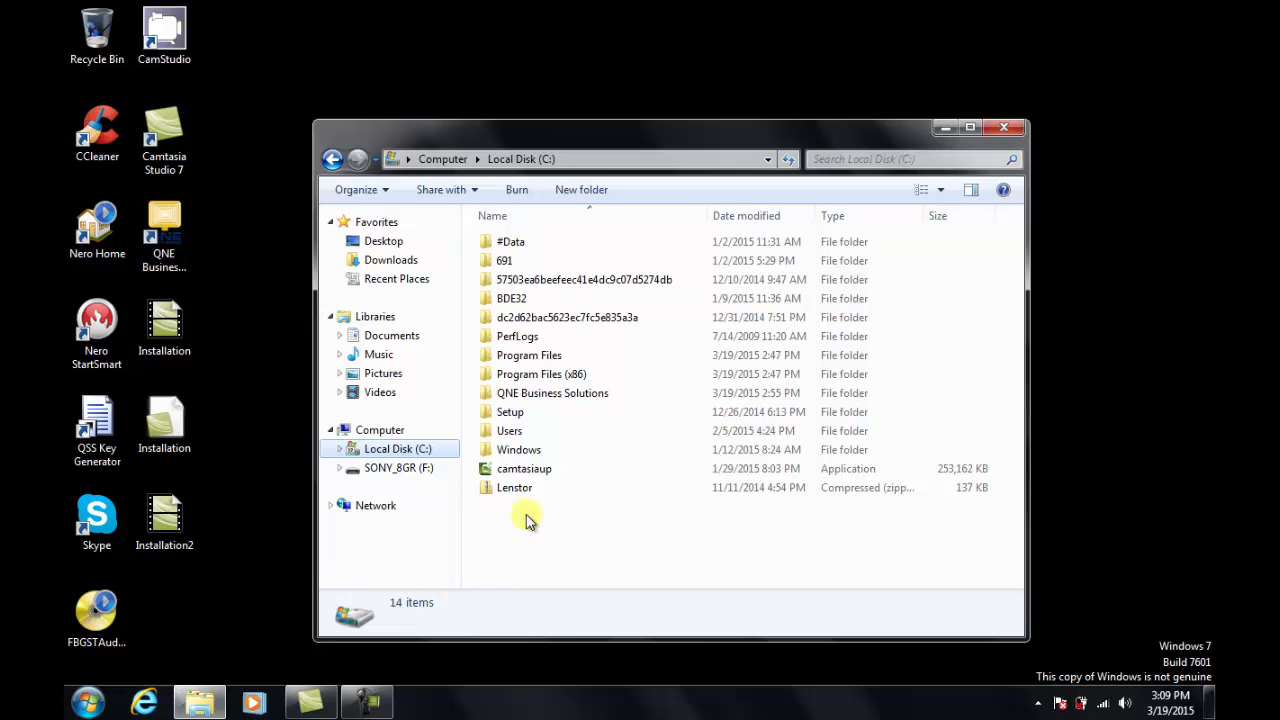 Recycle Bin
CamStudio
CCleaner
Camtasia
Studio 7
Nero Home
QNE
QNE
Busines...
Nero
StartSmart
Installation
QSS Key
Generator
Installation
Skype
Installation2
FBGSTAud...
Computer
Local Disk (C:)
Search Local Disk (C:)
Organize
Share with
Burn
New folder
Name
Date modified
Type
Size
Favorites
Desktop
Downloads
Recent Places
Libraries
Documents
Music
Pictures
Videos
Computer
Local Disk (C:)
SONY_8GR (F:)
Network
#Data 1/2/2015 11:31 AM File folder
691 1/2/2015 5:29 PM File folder
57503ea6beefeec41e4dc9c07d5274db 12/10/2014 9:47 AM File folder
BDE32 1/9/2015 11:36 AM File folder
dc2d62bac5623ec7fc5e835a3a 12/31/2014 7:51 PM File folder
PerfLogs 7/14/2009 11:20 AM File folder
Program Files 3/19/2015 2:47 PM File folder
Program Files (x86) 3/19/2015 2:47 PM File folder
QNE Business Solutions 3/19/2015 2:55 PM File folder
Setup 12/26/2014 6:13 PM File folder
Users 2/5/2015 4:24 PM File folder
Windows 1/12/2015 8:24 AM File folder
camtasiaup 1/29/2015 8:03 PM Application 253,162 KB
Lenstor 11/11/2014 4:54 PM Compressed (zipp... 137 KB
14 items
Windows 7
Build 7601
This copy of Windows is not genuine
3:09 PM
3/19/2015